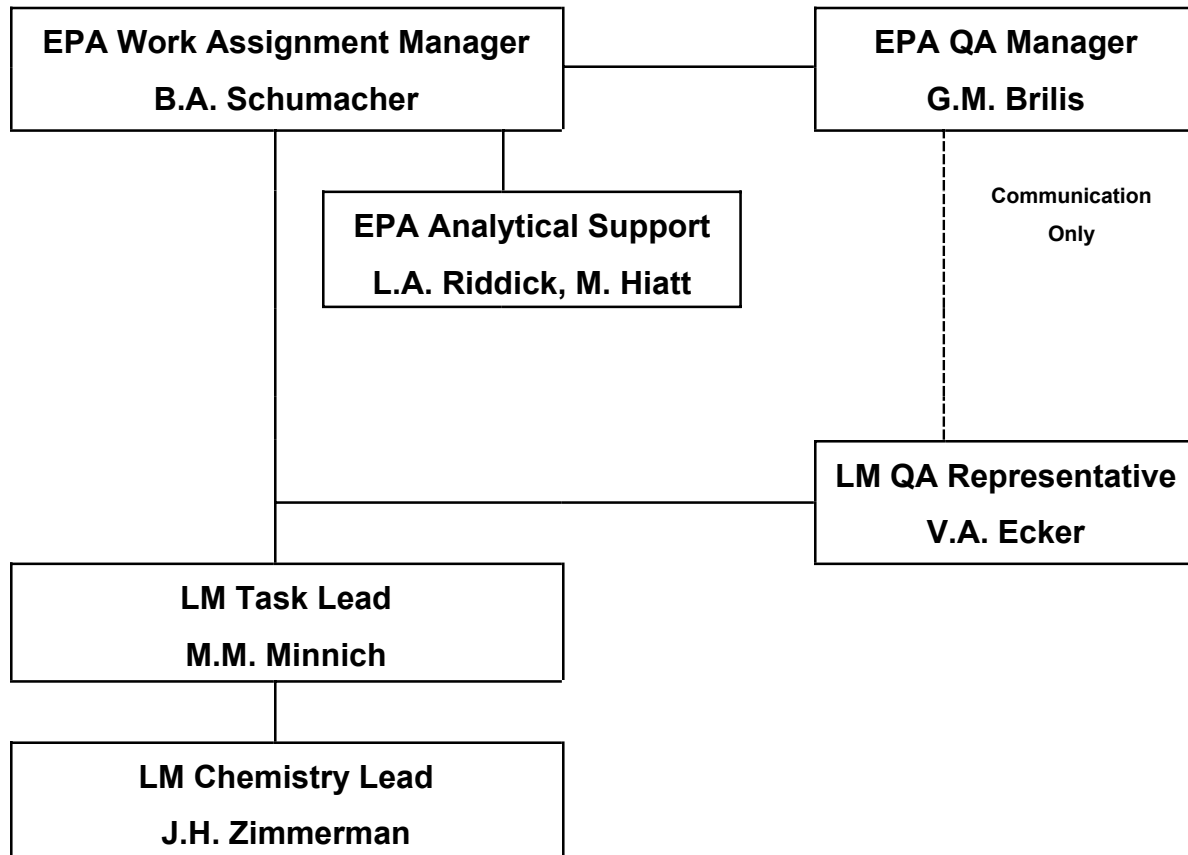 EPA Work Assignment Manager
B.A. Schumacher
EPA QA Manager
G.M. Brilis
Communication
Only
EPA Analytical Support
L.A. Riddick, M. Hiatt
LM QA Representative
V.A. Ecker
LM Task Lead
M.M. Minnich
LM Chemistry Lead
J.H. Zimmerman